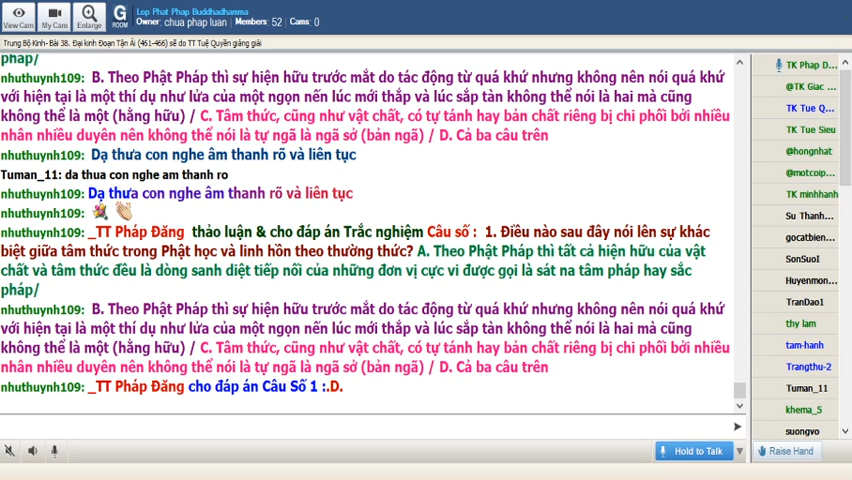 Lop Phat Phap Buddhadhamma
Owner: chua phap luan Members: 52 Cams: 0
View Cam My Cam Enlarge G ROOM
Trung Bộ Kinh- Bài 38. Đại kinh Đoạn Tận Ái (461-466) sẽ do TT Tuệ Quyền giảng giải
pháp/
nhuthuynh109: B. Theo Phật Pháp thì sự hiện hữu trước mắt do tác động từ quá khứ nhưng không nên nói quá khứ
với hiện tại là một thí dụ như lửa của một ngọn nến lúc mới thắp và lúc sắp tàn không thể nói là hai mà cũng
không thể là một (hằng hữu) / C. Tâm thức, cũng như vật chất, có tự tánh hay bản chất riêng bị chi phối bởi nhiều
nhân nhiều duyên nên không thể nói là tự ngã là ngã sở (bản ngã) / D. Cả ba câu trên
nhuthuynh109: Dạ thưa con nghe âm thanh rõ và liên tục
Tuman_11: da thua con nghe am thanh ro
nhuthuynh109: Dạ thưa con nghe âm thanh rõ và liên tục
nhuthuynh109:
nhuthuynh109: _TT Pháp Đăng thảo luận & cho đáp án Trắc nghiệm Câu số : 1. Điều nào sau đây nói lên sự khác
biệt giữa tâm thức trong Phật học và linh hồn theo thường thức? A. Theo Phật Pháp thì tất cả hiện hữu của vật
chất và tâm thức đều là dòng sanh diệt tiếp nối của những đơn vị cực vi được gọi là sát na tâm pháp hay sắc
pháp/
nhuthuynh109: B. Theo Phật Pháp thì sự hiện hữu trước mắt do tác động từ quá khứ nhưng không nên nói quá khứ
với hiện tại là một thí dụ như lửa của một ngọn nến lúc mới thắp và lúc sắp tàn không thể nói là hai mà cũng
không thể là một (hằng hữu) / C. Tâm thức, cũng như vật chất, có tự tánh hay bản chất riêng bị chi phối bởi nhiều
nhân nhiều duyên nên không thể nói là tự ngã là ngã sở (bản ngã) / D. Cả ba câu trên
nhuthuynh109: _TT Pháp Đăng cho đáp án Câu Số 1 :.D.
TK Phap D...
@TK Giac ...
TK Tue Q...
TK Tue Sieu
@hongnhat
@motcoip...
TK minhhanh
Su Thanh...
gocatbien...
SonSuoI
Huyenmon...
TranDao1
thy lam
tam-hanh
Trangthu-2
Tuman_11
khema_5
suongvo
Hold to Talk
Raise Hand